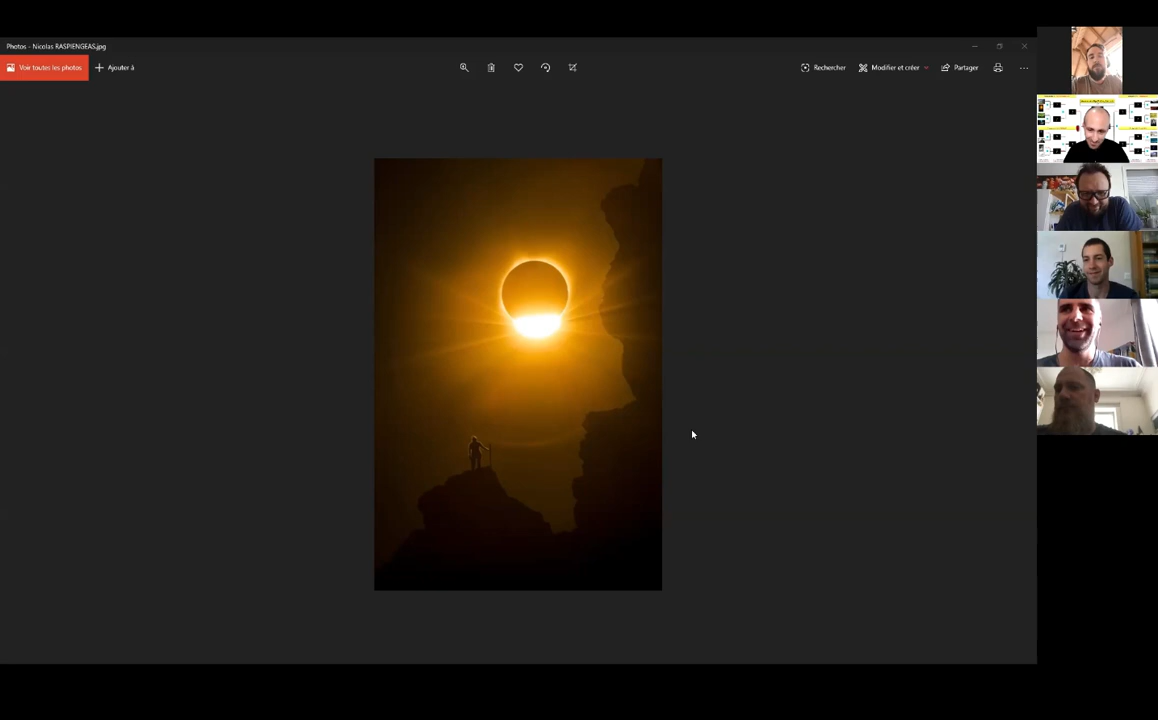 Photos - Nicolas RASPIENGEAS.jpg
Voir toutes les photos
Ajouter à
Rechercher
Modifier et créer
Partager